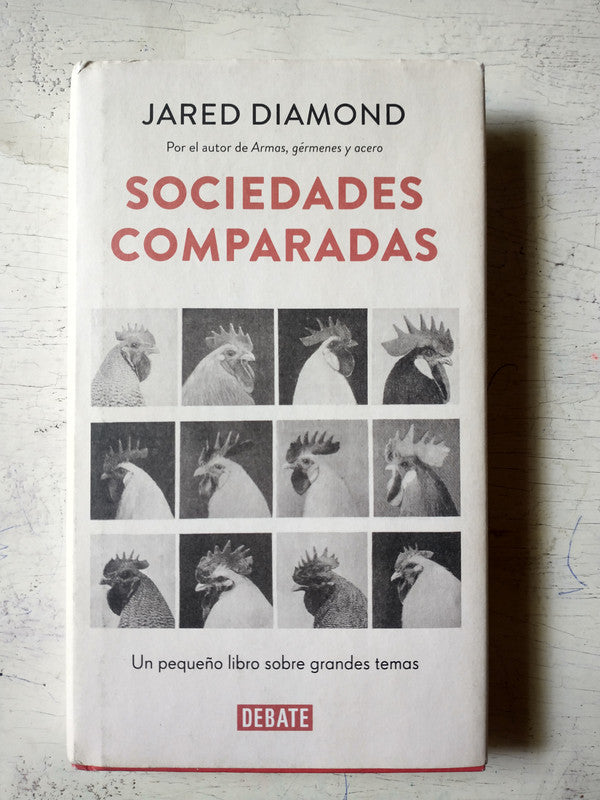 JARED DIAMOND
Por el autor de Armas, gérmenes y acero
SOCIEDADES
COMPARADAS
Un pequeño libro sobre grandes temas
DEBATE